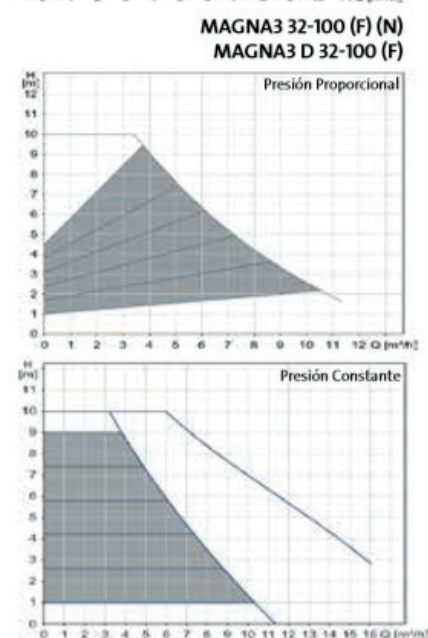 MAGNA3 32-100 (F) (N)
MAGNA3 D 32-100 (F)
H
[m]
Presión Proporcional
12
11
10
9
8
7
6
5
4
3
2
1
0
0 1 2 3 4 5 6 7 8 9 10 11 12 Q [m³/h]
H
[m]
Presión Constante
11
10
9
8
7
6
5
4
3
2
1
0
0 1 2 3 4 5 6 7 8 9 10 11 12 13 14 15 16 Q [m³/h]